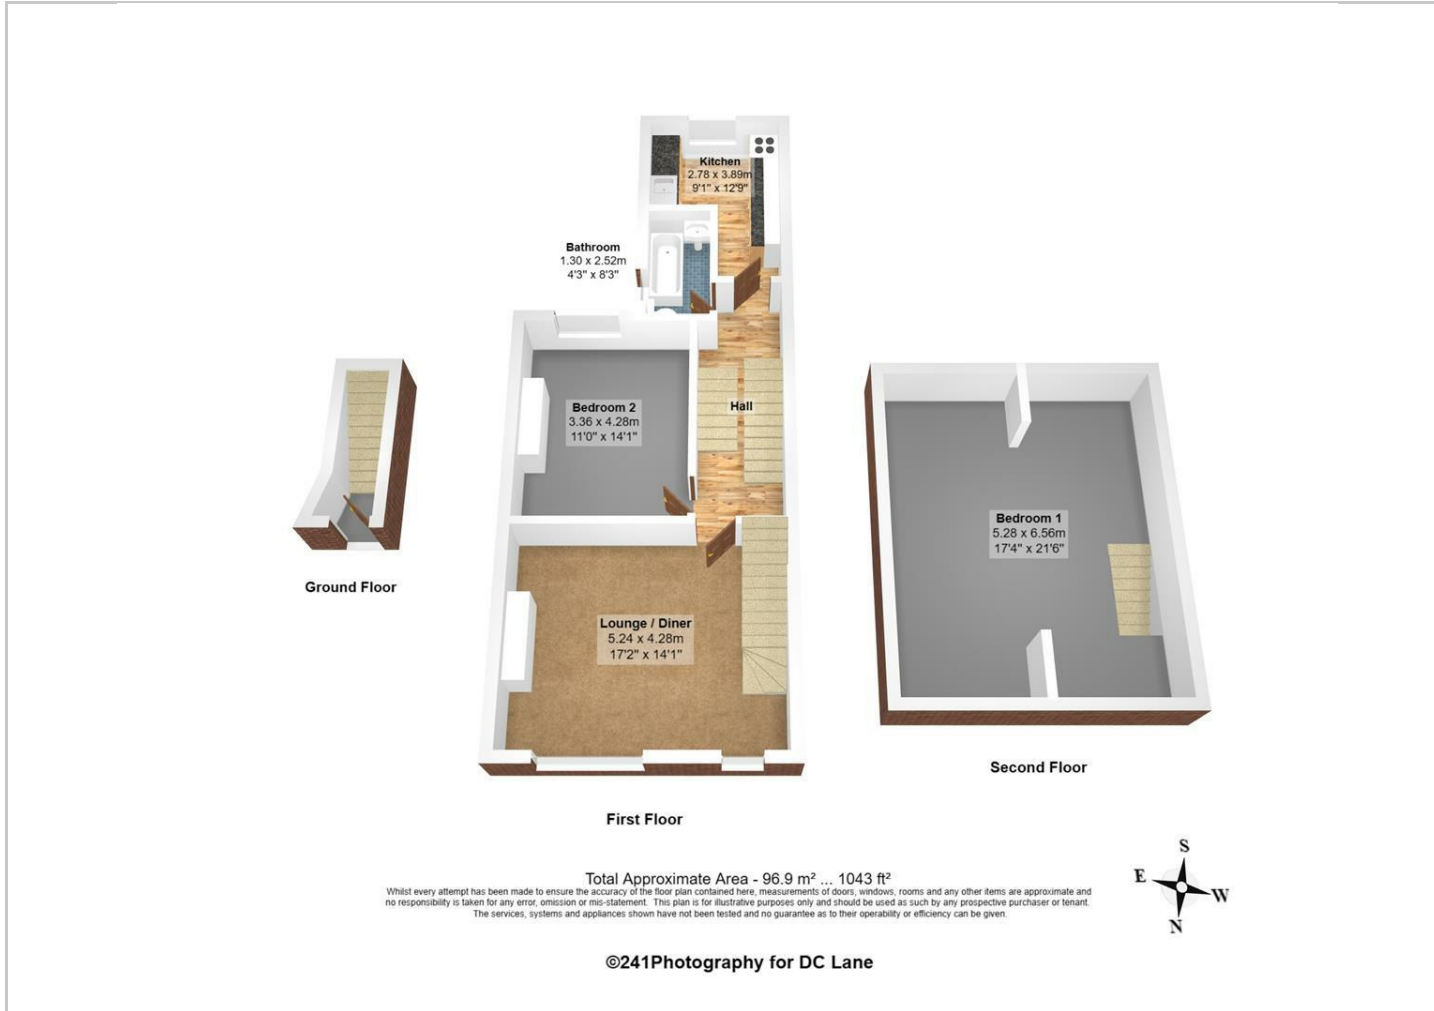 Kitchen
2.78 x 3.89m
9'1" x 12'9"
Bathroom
1.30 x 2.52m
4'3" x 8'3"
Bedroom 2
3.36 x 4.28m
11'0" x 14'1"
Hall
Lounge / Diner
5.24 x 4.28m
17'2" x 14'1"
Ground Floor
First Floor
Bedroom 1
5.28 x 6.56m
17'4" x 21'6"
Second Floor
S
E
W
N
Total Approximate Area - 96.9 m² ... 1043 ft²
Whilst every attempt has been made to ensure the accuracy of the floor plan contained here, measurements of doors, windows, rooms and any other items are approximate and
no responsibility is taken for any error, omission or mis-statement. This plan is for illustrative purposes only and should be used as such by any prospective purchaser or tenant.
The services, systems and appliances shown have not been tested and no guarantee as to their operability or efficiency can be given.
©241Photography for DC Lane